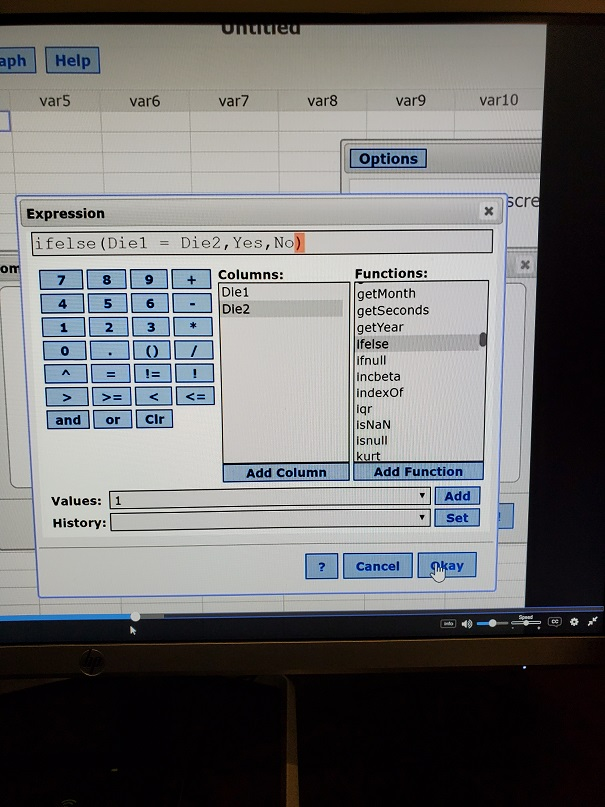 Untitled
aph Help
var5 var6 var7 var8 var9 var10
Options
scre
Expression
ifelse(Die1 = Die2,Yes,No)
om
7 8 9 +
4 5 6 -
1 2 3 *
0 . () /
^ = != !
> >= < <=
and or Clr
Columns:
Die1
Die2
Add Column
Functions:
getMonth
getSeconds
getYear
ifelse
ifnull
incbeta
indexOf
iqr
isNaN
isnull
kurt
Add Function
Values: 1 Add
History: Set
!
? Cancel Okay
Info Speed CC
hp